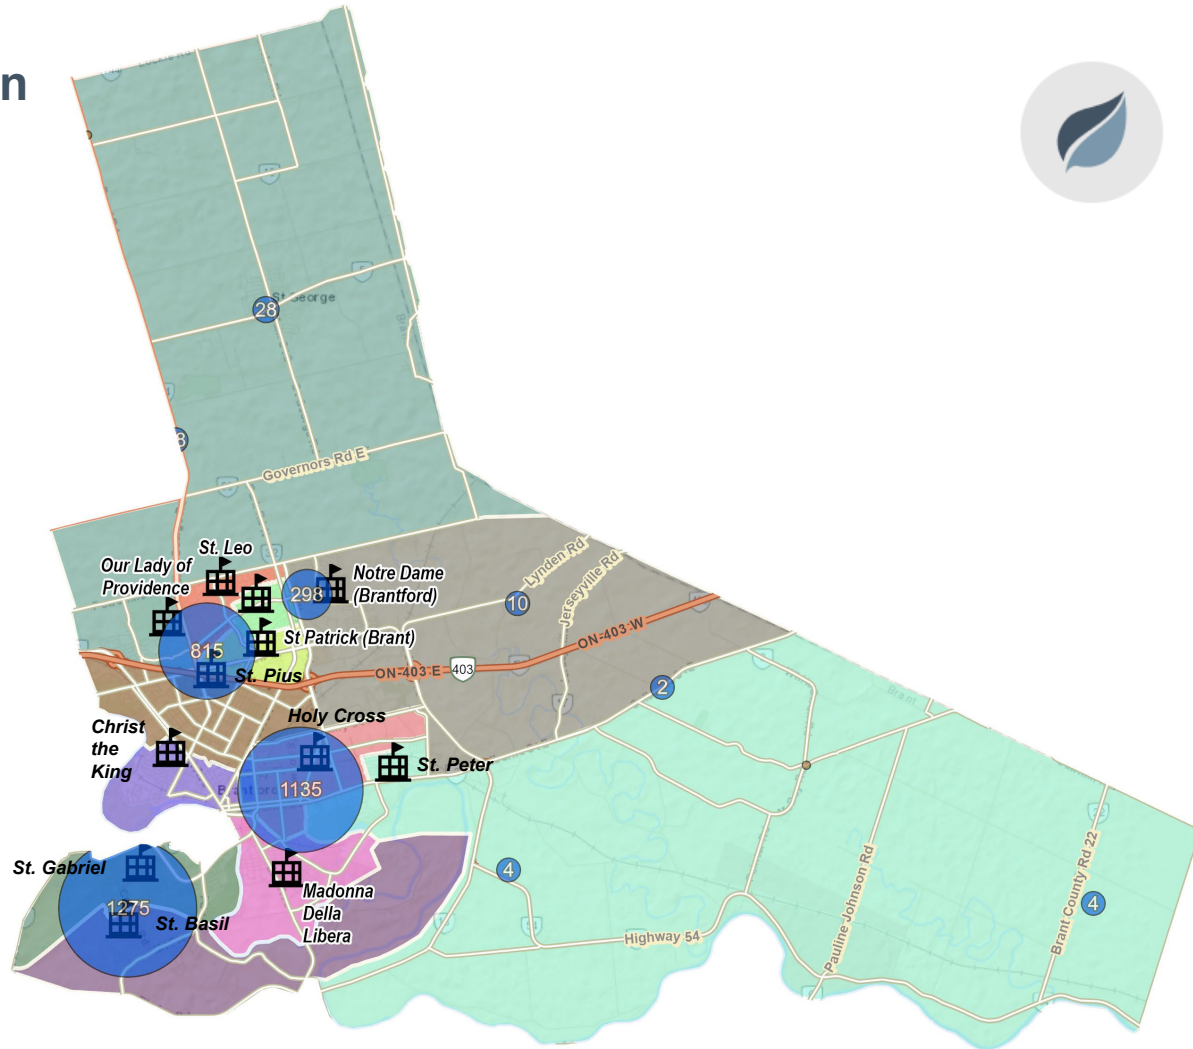 n
28
St George
Governors Rd E
St. Leo
Our Lady of
Providence
298
Notre Dame
(Brantford)
Lynden Rd
Jerseyville Rd
10
815
St Patrick (Brant)
ON-403 W
ON-403 E
403
St. Pius
2
Holy Cross
Christ
the
King
St. Peter
1135
St. Gabriel
Madonna
Della
Libera
4
1275
St. Basil
4
Highway 54
Pauline Johnson Rd
Brant County Rd 22